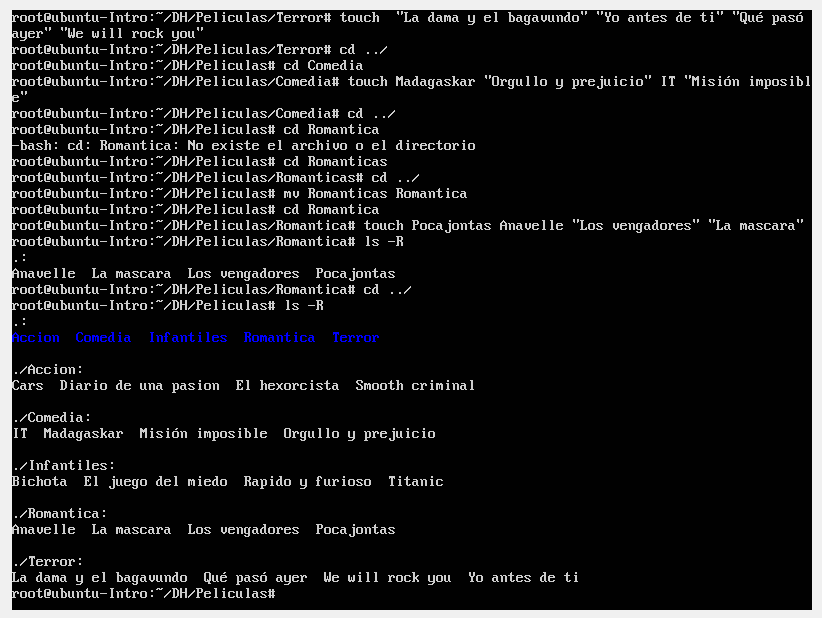 root@ubuntu-Intro:~/DH/Peliculas/Terror# touch  "La dama y el bagavundo" "Yo antes de ti" "Qué pasó
ayer" "We will rock you"
root@ubuntu-Intro:~/DH/Peliculas/Terror# cd ../
root@ubuntu-Intro:~/DH/Peliculas# cd Comedia
root@ubuntu-Intro:~/DH/Peliculas/Comedia# touch Madagaskar "Orgullo y prejuicio" IT "Misión imposibl
e"
root@ubuntu-Intro:~/DH/Peliculas/Comedia# cd ../
root@ubuntu-Intro:~/DH/Peliculas# cd Romantica
-bash: cd: Romantica: No existe el archivo o el directorio
root@ubuntu-Intro:~/DH/Peliculas# cd Romanticas
root@ubuntu-Intro:~/DH/Peliculas/Romanticas# cd ../
root@ubuntu-Intro:~/DH/Peliculas# mv Romanticas Romantica
root@ubuntu-Intro:~/DH/Peliculas# cd Romantica
root@ubuntu-Intro:~/DH/Peliculas/Romantica# touch Pocajontas Anavelle "Los vengadores" "La mascara"
root@ubuntu-Intro:~/DH/Peliculas/Romantica# ls -R
.:
Anavelle  La mascara  Los vengadores  Pocajontas
root@ubuntu-Intro:~/DH/Peliculas/Romantica# cd ../
root@ubuntu-Intro:~/DH/Peliculas# ls -R
.:
Accion  Comedia  Infantiles  Romantica  Terror

./Accion:
Cars  Diario de una pasion  El hexorcista  Smooth criminal

./Comedia:
IT  Madagaskar  Misión imposible  Orgullo y prejuicio

./Infantiles:
Bichota  El juego del miedo  Rapido y furioso  Titanic

./Romantica:
Anavelle  La mascara  Los vengadores  Pocajontas

./Terror:
La dama y el bagavundo  Qué pasó ayer  We will rock you  Yo antes de ti
root@ubuntu-Intro:~/DH/Peliculas#